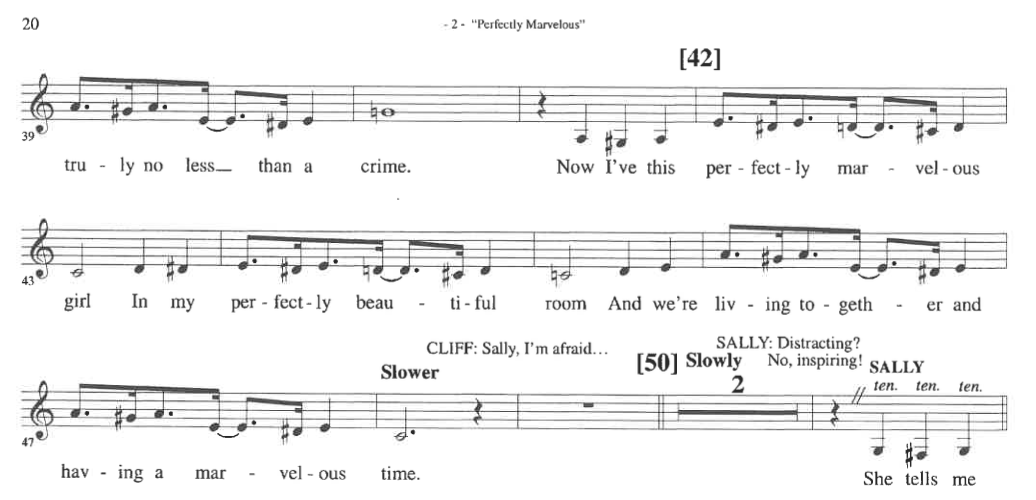 20
- 2 - "Perfectly Marvelous"
[42]
39
tru - ly no less__ than a crime. Now I've this per - fect - ly mar - vel - ous
43
girl In my per - fect - ly beau - ti - ful room And we're liv - ing to - geth - er and
CLIFF: Sally, I'm afraid... SALLY: Distracting?
Slower [50] Slowly No, inspiring! SALLY
2 ten. ten. ten.
47
hav - ing a mar - vel - ous time. She tells me